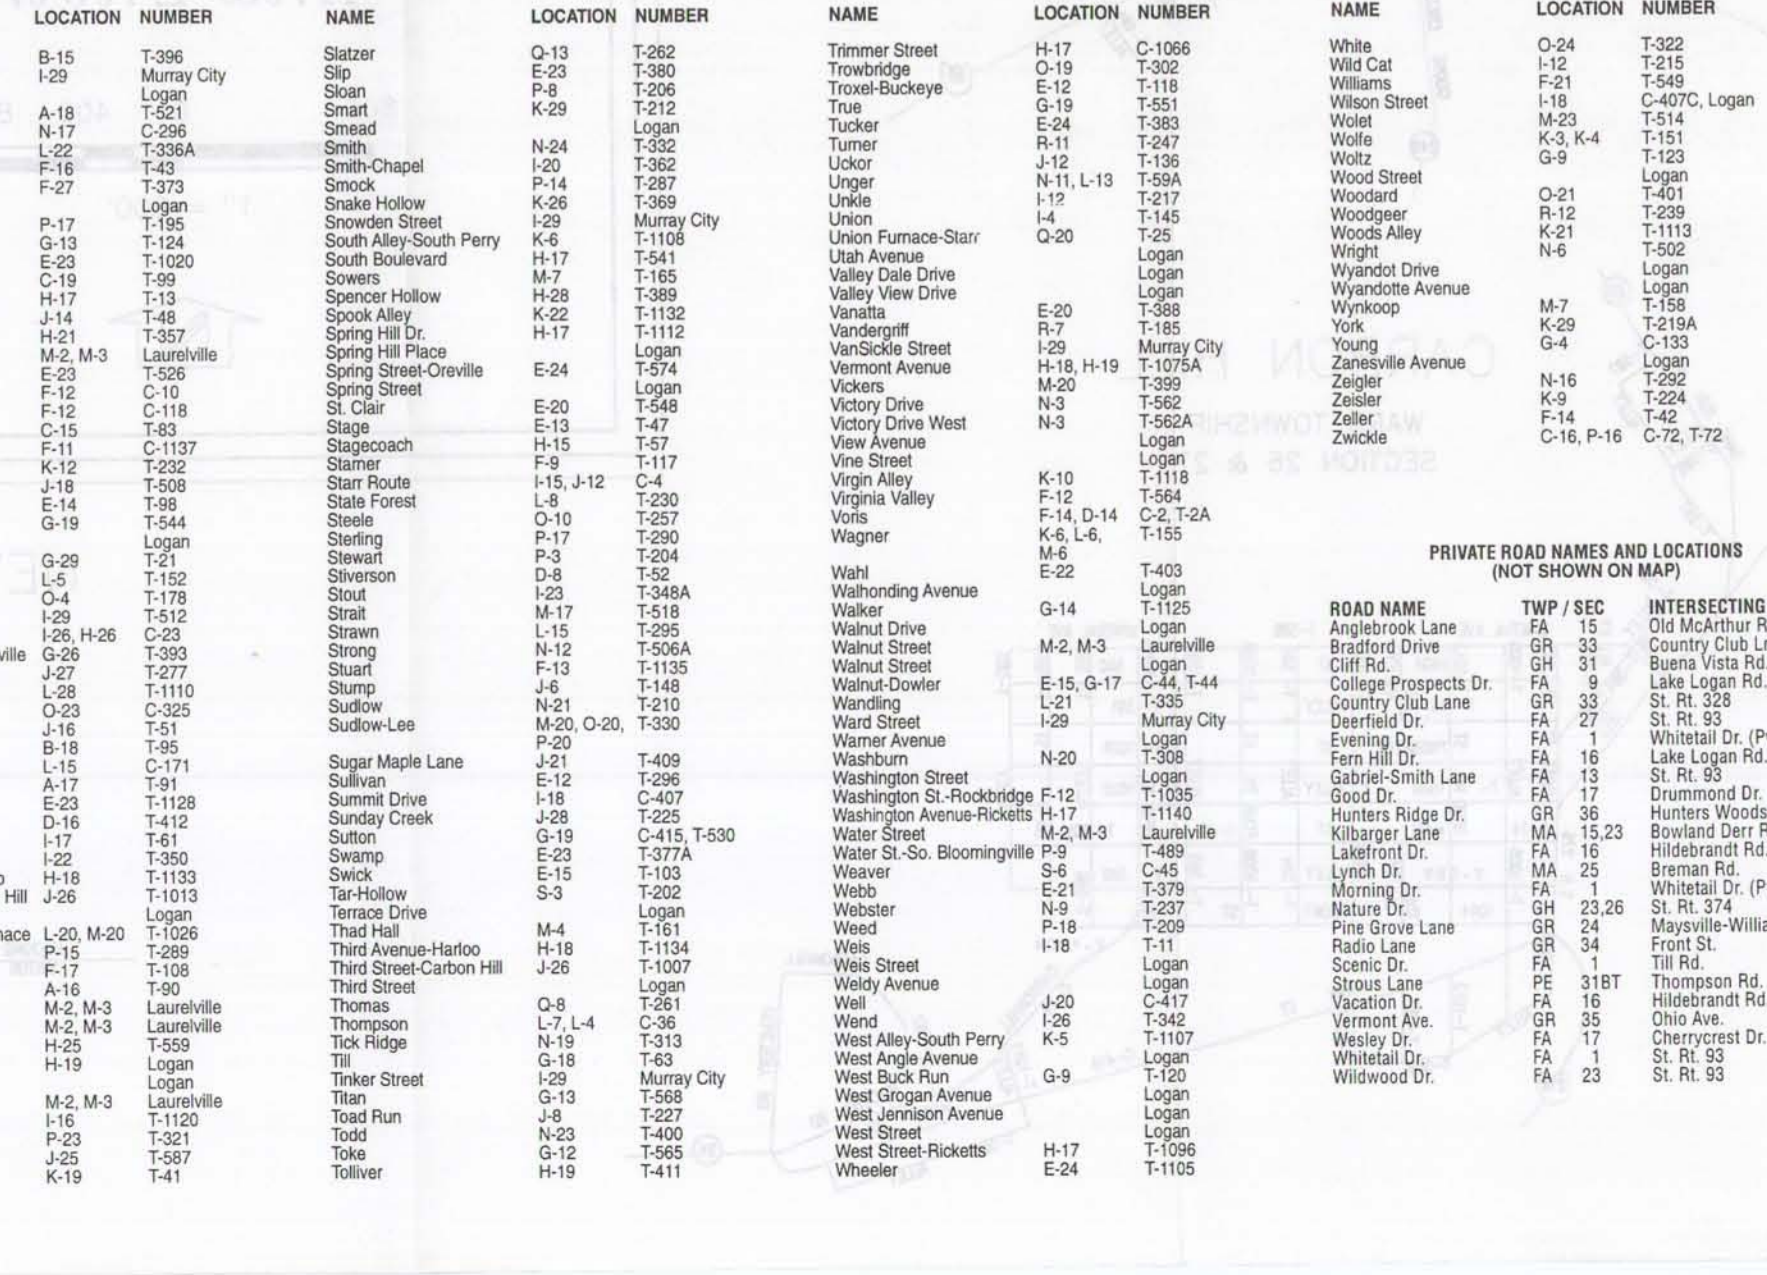 LOCATION NUMBER
B-15 T-396
I-29 Murray City
Logan
A-18 T-521
N-17 C-296
L-22 T-336A
F-16 T-43
F-27 T-373
Logan
P-17 T-195
G-13 T-124
E-23 T-1020
C-19 T-99
H-17 T-13
J-14 T-48
H-21 T-357
M-2, M-3 Laurelville
E-23 T-526
F-12 C-10
F-12 C-118
C-15 T-83
F-11 C-1137
K-12 T-232
J-18 T-508
E-14 T-98
G-19 T-544
Logan
G-29 T-21
L-5 T-152
O-4 T-178
I-29 T-512
I-26, H-26 C-23
ville G-26 T-393
J-27 T-277
L-28 T-1110
O-23 C-325
J-16 T-51
B-18 T-95
L-15 C-171
A-17 T-91
E-23 T-1128
D-16 T-412
I-17 T-61
I-22 T-350
o H-18 T-1133
Hill J-26 T-1013
Logan
nace L-20, M-20 T-1026
P-15 T-289
F-17 T-108
A-16 T-90
M-2, M-3 Laurelville
M-2, M-3 Laurelville
H-25 T-559
H-19 Logan
Logan
M-2, M-3 Laurelville
I-16 T-1120
P-23 T-321
J-25 T-587
K-19 T-41
NAME LOCATION NUMBER
Slatzer Q-13 T-262
Slip E-23 T-380
Sloan P-8 T-206
Smart K-29 T-212
Smead Logan
Smith N-24 T-332
Smith-Chapel I-20 T-362
Smock P-14 T-287
Snake Hollow K-26 T-369
Snowden Street I-29 Murray City
South Alley-South Perry K-6 T-1108
South Boulevard H-17 T-541
Sowers M-7 T-165
Spencer Hollow H-28 T-389
Spook Alley K-22 T-1132
Spring Hill Dr. H-17 T-1112
Spring Hill Place Logan
Spring Street-Oreville E-24 T-574
Spring Street Logan
St. Clair E-20 T-548
Stage E-13 T-47
Stagecoach H-15 T-57
Starner F-9 T-117
Starr Route I-15, J-12 C-4
State Forest L-8 T-230
Steele O-10 T-257
Sterling P-17 T-290
Stewart P-3 T-204
Stiverson D-8 T-52
Stout I-23 T-348A
Strait M-17 T-518
Strawn L-15 T-295
Strong N-12 T-506A
Stuart F-13 T-1135
Stump J-6 T-148
Sudlow N-21 T-210
Sudlow-Lee M-20, O-20, T-330
P-20
Sugar Maple Lane J-21 T-409
Sullivan E-12 T-296
Summit Drive I-18 C-407
Sunday Creek J-28 T-225
Sutton G-19 C-415, T-530
Swamp E-23 T-377A
Swick E-15 T-103
Tar-Hollow S-3 T-202
Terrace Drive Logan
Thad Hall M-4 T-161
Third Avenue-Harloo H-18 T-1134
Third Street-Carbon Hill J-26 T-1007
Third Street Logan
Thomas Q-8 T-261
Thompson L-7, L-4 C-36
Tick Ridge N-19 T-313
Till G-18 T-63
Tinker Street I-29 Murray City
Titan G-13 T-568
Toad Run J-8 T-227
Todd N-23 T-400
Toke G-12 T-565
Tolliver H-19 T-411
NAME LOCATION NUMBER
Trimmer Street H-17 C-1066
Trowbridge O-19 T-302
Troxel-Buckeye E-12 T-118
True G-19 T-551
Tucker E-24 T-383
Turner R-11 T-247
Uckor J-12 T-136
Unger N-11, L-13 T-59A
Unkle I-12 T-217
Union I-4 T-145
Union Furnace-Starr Q-20 T-25
Utah Avenue Logan
Valley Dale Drive Logan
Valley View Drive Logan
Vanatta E-20 T-388
Vandergriff R-7 T-185
VanSickle Street I-29 Murray City
Vermont Avenue H-18, H-19 T-1075A
Vickers M-20 T-399
Victory Drive N-3 T-562
Victory Drive West N-3 T-562A
View Avenue Logan
Vine Street Logan
Virgin Alley K-10 T-1118
Virginia Valley F-12 T-564
Voris F-14, D-14 C-2, T-2A
Wagner K-6, L-6, T-155
M-6
Wahl E-22 T-403
Walhonding Avenue Logan
Walker G-14 T-1125
Walnut Drive Logan
Walnut Street M-2, M-3 Laurelville
Walnut Street Logan
Walnut-Dowler E-15, G-17 C-44, T-44
Wandling L-21 T-335
Ward Street I-29 Murray City
Warner Avenue Logan
Washburn N-20 T-308
Washington Street Logan
Washington St.-Rockbridge F-12 T-1035
Washington Avenue-Ricketts H-17 T-1140
Water Street M-2, M-3 Laurelville
Water St.-So. Bloomingville P-9 T-489
Weaver S-6 C-45
Webb E-21 T-379
Webster N-9 T-237
Weed P-18 T-209
Weis I-18 T-11
Weis Street Logan
Weldy Avenue Logan
Well J-20 C-417
Wend I-26 T-342
West Alley-South Perry K-5 T-1107
West Angle Avenue Logan
West Buck Run G-9 T-120
West Grogan Avenue Logan
West Jennison Avenue Logan
West Street Logan
West Street-Ricketts H-17 T-1096
Wheeler E-24 T-1105
NAME LOCATION NUMBER
White O-24 T-322
Wild Cat I-12 T-215
Williams F-21 T-549
Wilson Street I-18 C-407C, Logan
Wolet M-23 T-514
Wolfe K-3, K-4 T-151
Woltz G-9 T-123
Wood Street Logan
Woodard O-21 T-401
Woodgeer R-12 T-239
Woods Alley K-21 T-1113
Wright N-6 T-502
Wyandot Drive Logan
Wyandotte Avenue Logan
Wynkoop M-7 T-158
York K-29 T-219A
Young G-4 C-133
Zanesville Avenue Logan
Zeigler N-16 T-292
Zeisler K-9 T-224
Zeller F-14 T-42
Zwickle C-16, P-16 C-72, T-72
PRIVATE ROAD NAMES AND LOCATIONS
(NOT SHOWN ON MAP)
ROAD NAME TWP / SEC INTERSECTING
Anglebrook Lane FA 15 Old McArthur R
Bradford Drive GR 33 Country Club Ln
Cliff Rd. GH 31 Buena Vista Rd.
College Prospects Dr. FA 9 Lake Logan Rd.
Country Club Lane GR 33 St. Rt. 328
Deerfield Dr. FA 27 St. Rt. 93
Evening Dr. FA 1 Whitetail Dr. (Pv
Fern Hill Dr. FA 16 Lake Logan Rd.
Gabriel-Smith Lane FA 13 St. Rt. 93
Good Dr. FA 17 Drummond Dr.
Hunters Ridge Dr. GR 36 Hunters Woods
Kilbarger Lane MA 15,23 Bowland Derr R
Lakefront Dr. FA 16 Hildebrandt Rd.
Lynch Dr. MA 25 Breman Rd.
Morning Dr. FA 1 Whitetail Dr. (P
Nature Dr. GH 23,26 St. Rt. 374
Pine Grove Lane GR 24 Maysville-Willia
Radio Lane GR 34 Front St.
Scenic Dr. FA 1 Till Rd.
Strous Lane PE 31BT Thompson Rd.
Vacation Dr. FA 16 Hildebrandt Rd
Vermont Ave. GR 35 Ohio Ave.
Wesley Dr. FA 17 Cherrycrest Dr.
Whitetail Dr. FA 1 St. Rt. 93
Wildwood Dr. FA 23 St. Rt. 93